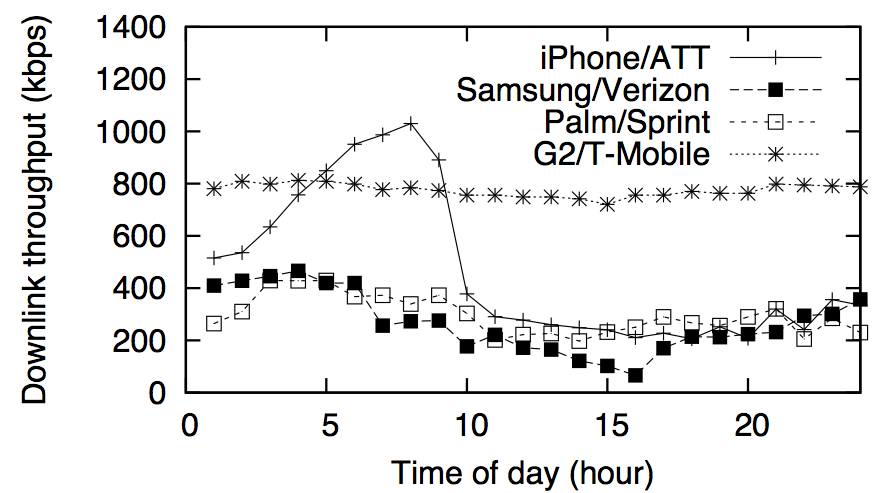 1400
1200
1000
800
600
400
200
0
Downlink throughput (kbps)
iPhone/ATT
Samsung/Verizon
Palm/Sprint
G2/T-Mobile
0 5 10 15 20
Time of day (hour)